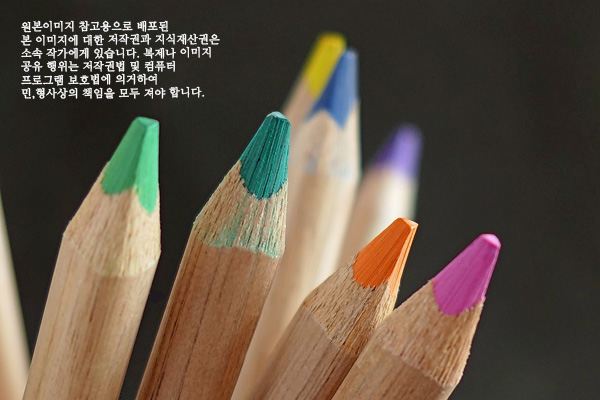 원본이미지 참고용으로 배포된
본 이미지에 대한 저작권과 지식재산권은
소속 작가에게 있습니다. 복제나 이미지
공유 행위는 저작권법 및 컴퓨터
프로그램 보호법에 의거하여
민,형사상의 책임을 모두 져야 합니다.